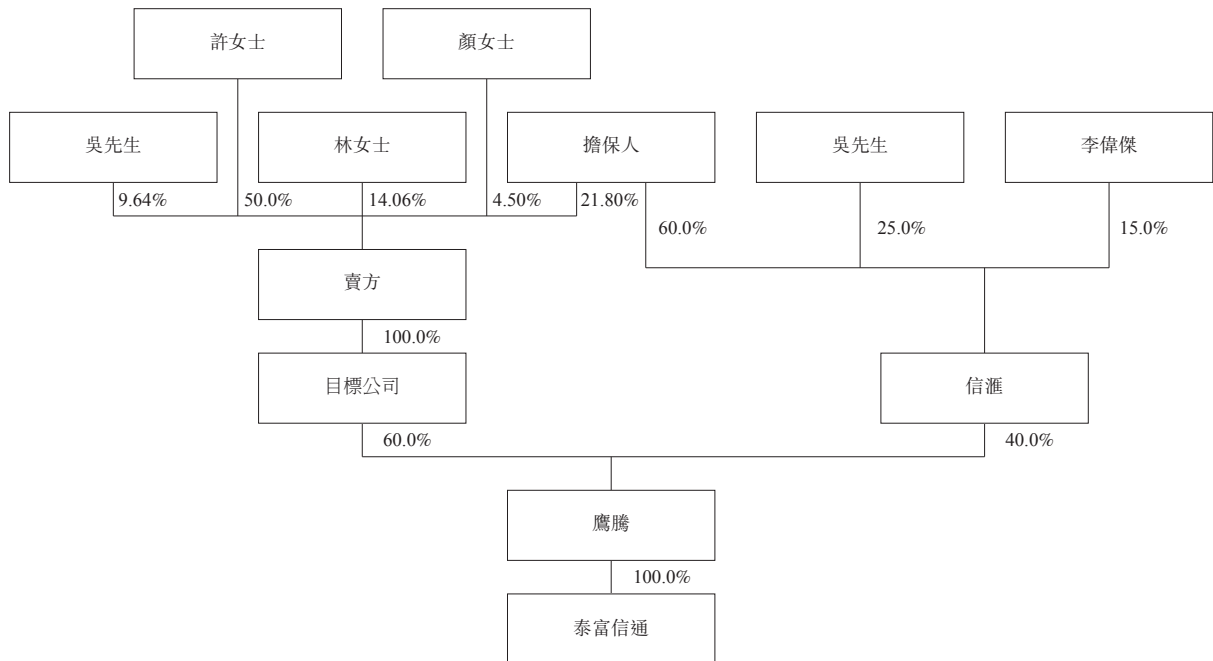 許女士
顏女士
吳先生
林女士
擔保人
吳先生
李偉傑
9.64%
50.0%
14.06%
4.50%
21.80%
60.0%
25.0%
15.0%
賣方
100.0%
目標公司
信滙
60.0%
40.0%
鷹騰
100.0%
泰富信通